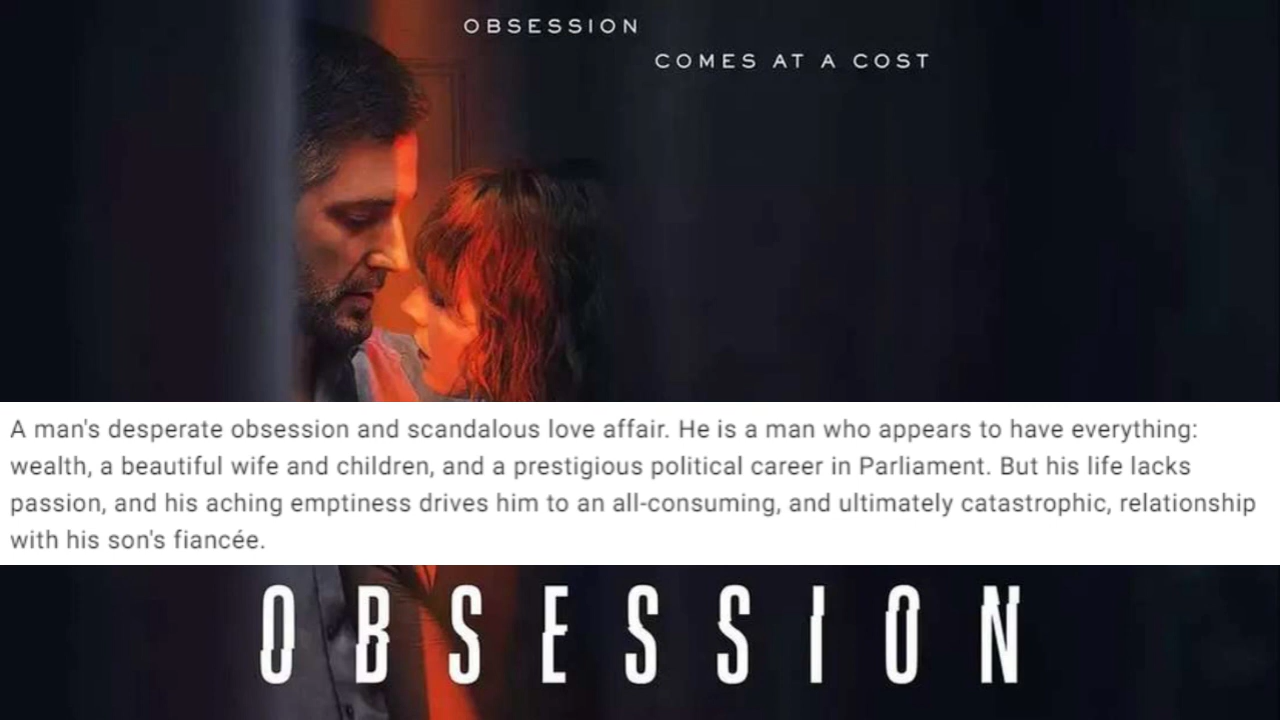 OBSESSION
COMES AT A COST
A man's desperate obsession and scandalous love affair. He is a man who appears to have everything:
wealth, a beautiful wife and children, and a prestigious political career in Parliament. But his life lacks
passion, and his aching emptiness drives him to an all-consuming, and ultimately catastrophic, relationship
with his son's fiancée.
OBSESSION